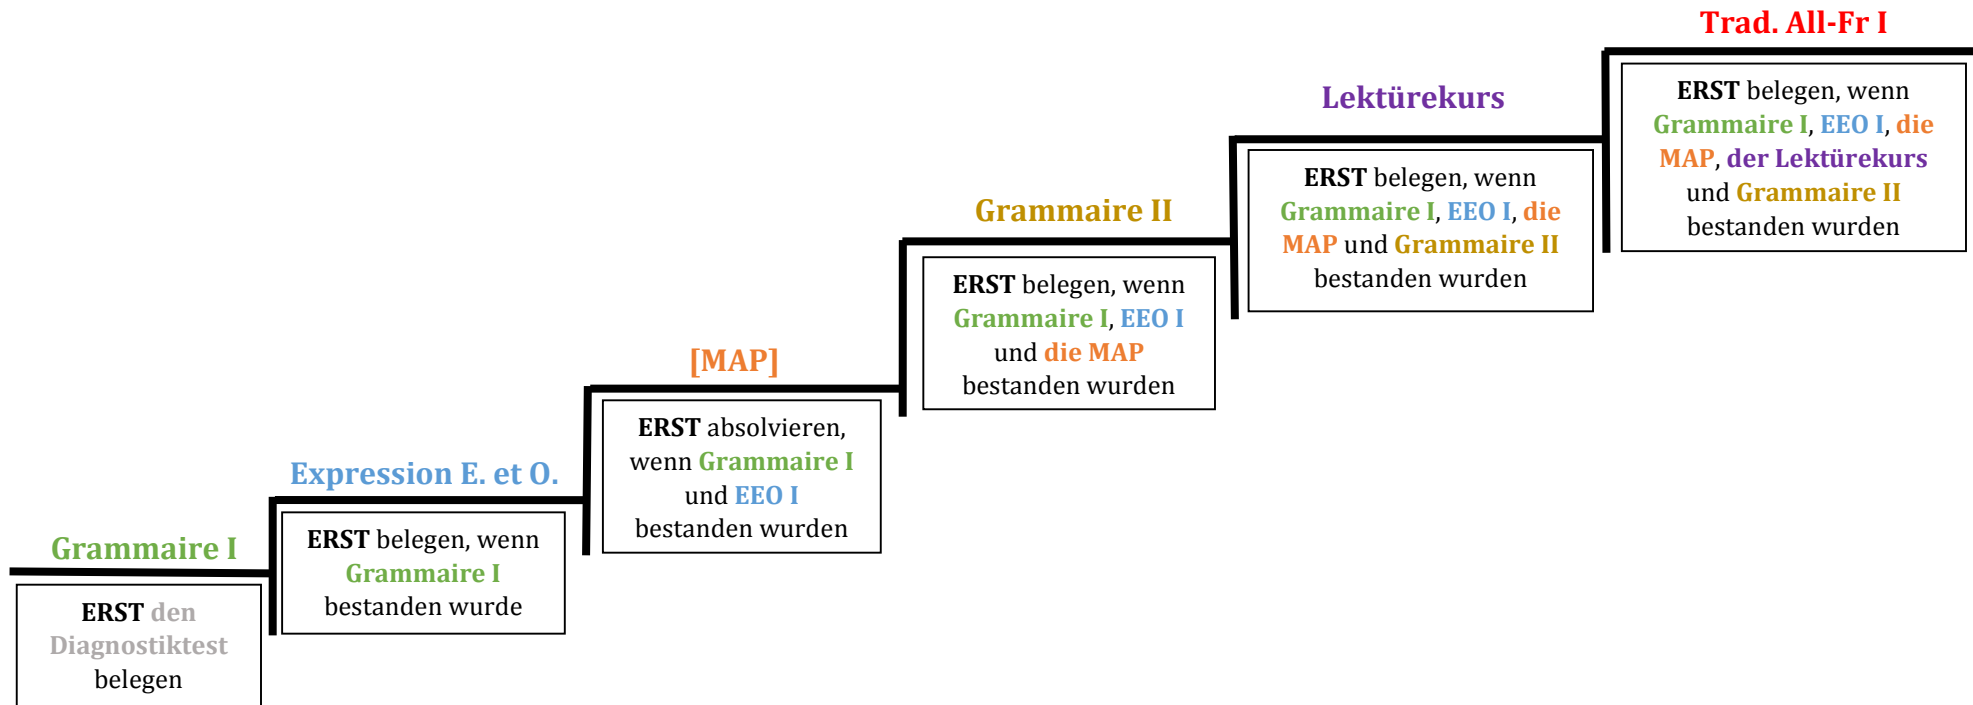 Grammaire I
ERST den
Diagnostiktest
belegen
Expression E. et O.
ERST belegen, wenn
Grammaire I
bestanden wurde
[MAP]
ERST absolvieren,
wenn Grammaire I
und EEO I
bestanden wurden
Grammaire II
ERST belegen, wenn
Grammaire I, EEO I
und die MAP
bestanden wurden
Lektürekurs
ERST belegen, wenn
Grammaire I, EEO I, die
MAP und Grammaire II
bestanden wurden
Trad. All-Fr I
ERST belegen, wenn
Grammaire I, EEO I, die
MAP, der Lektürekurs
und Grammaire II
bestanden wurden